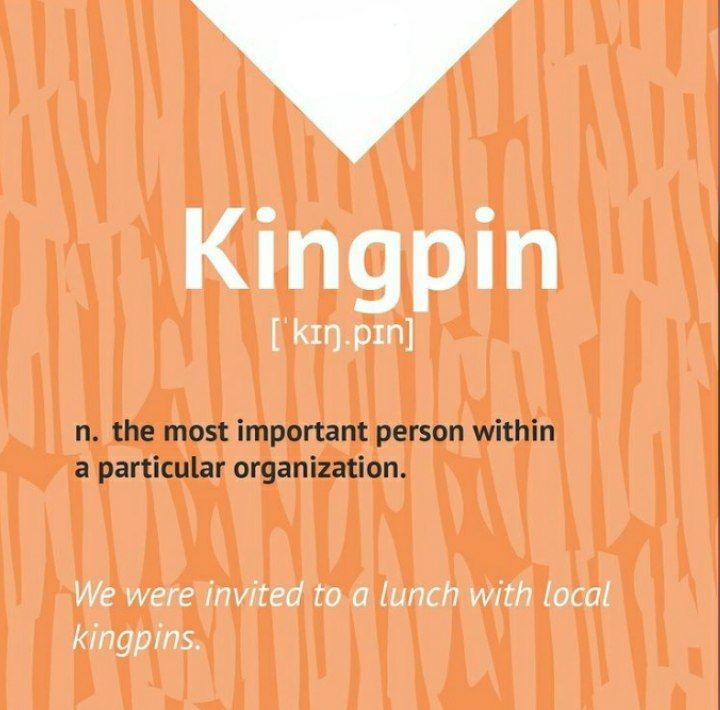 Kingpin
[ˈkɪŋ.pɪn]
n. the most important person within
a particular organization.
We were invited to a lunch with local
kingpins.